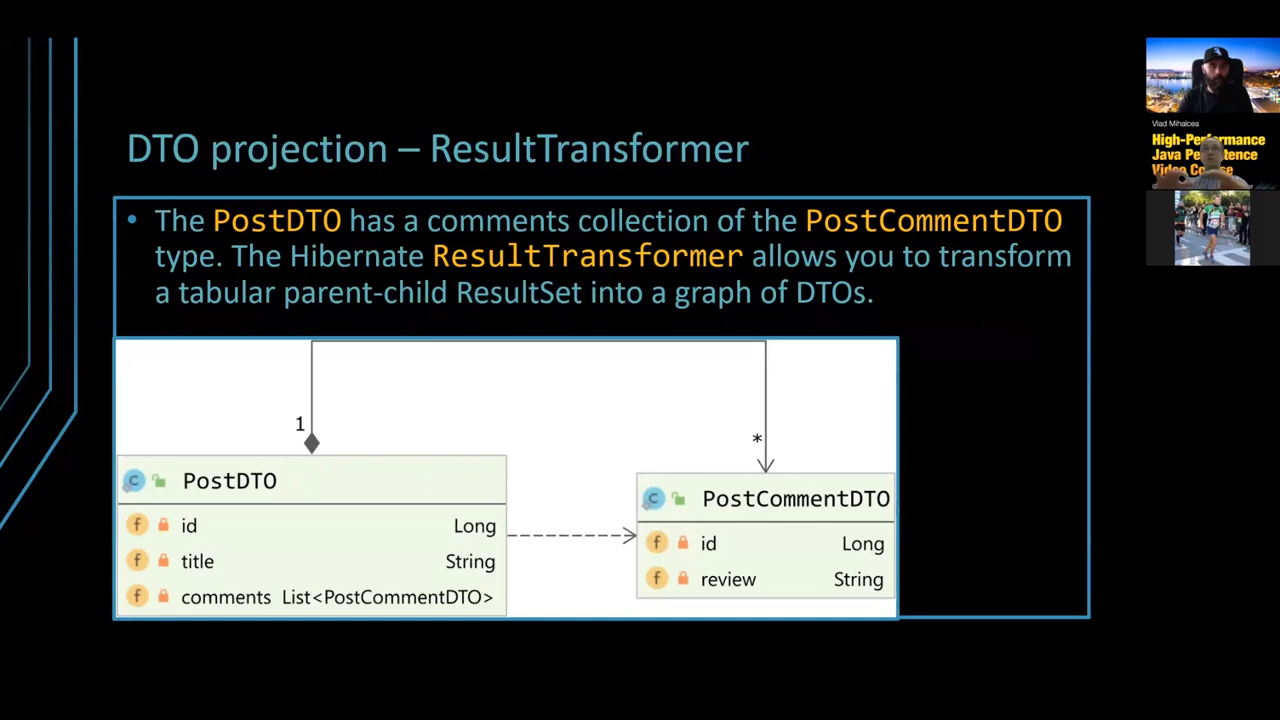 DTO projection – ResultTransformer
• The PostDTO has a comments collection of the PostCommentDTO
type. The Hibernate ResultTransformer allows you to transform
a tabular parent-child ResultSet into a graph of DTOs.
1
*
PostDTO
id Long
title String
comments List<PostCommentDTO>
PostCommentDTO
id Long
review String
Vlad Mihalcea
High-Performance
Java Persistence
Video Course